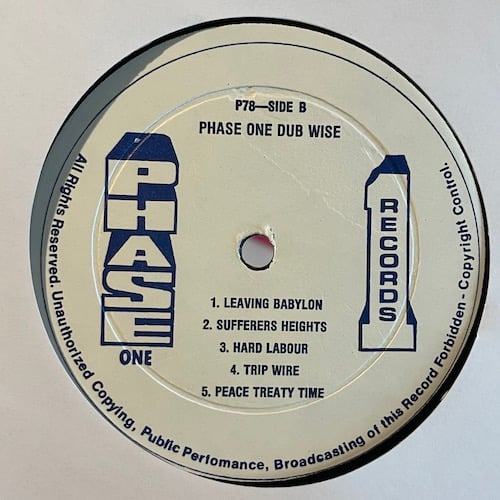 P78—SIDE B
PHASE ONE DUB WISE
PHASE
ONE
RECORDS
1. LEAVING BABYLON
2. SUFFERERS HEIGHTS
3. HARD LABOUR
4. TRIP WIRE
5. PEACE TREATY TIME
All Rights Reserved. Unauthorized Copying, Public Perfomance, Broadcasting of this Record Forbidden - Copyright Control.